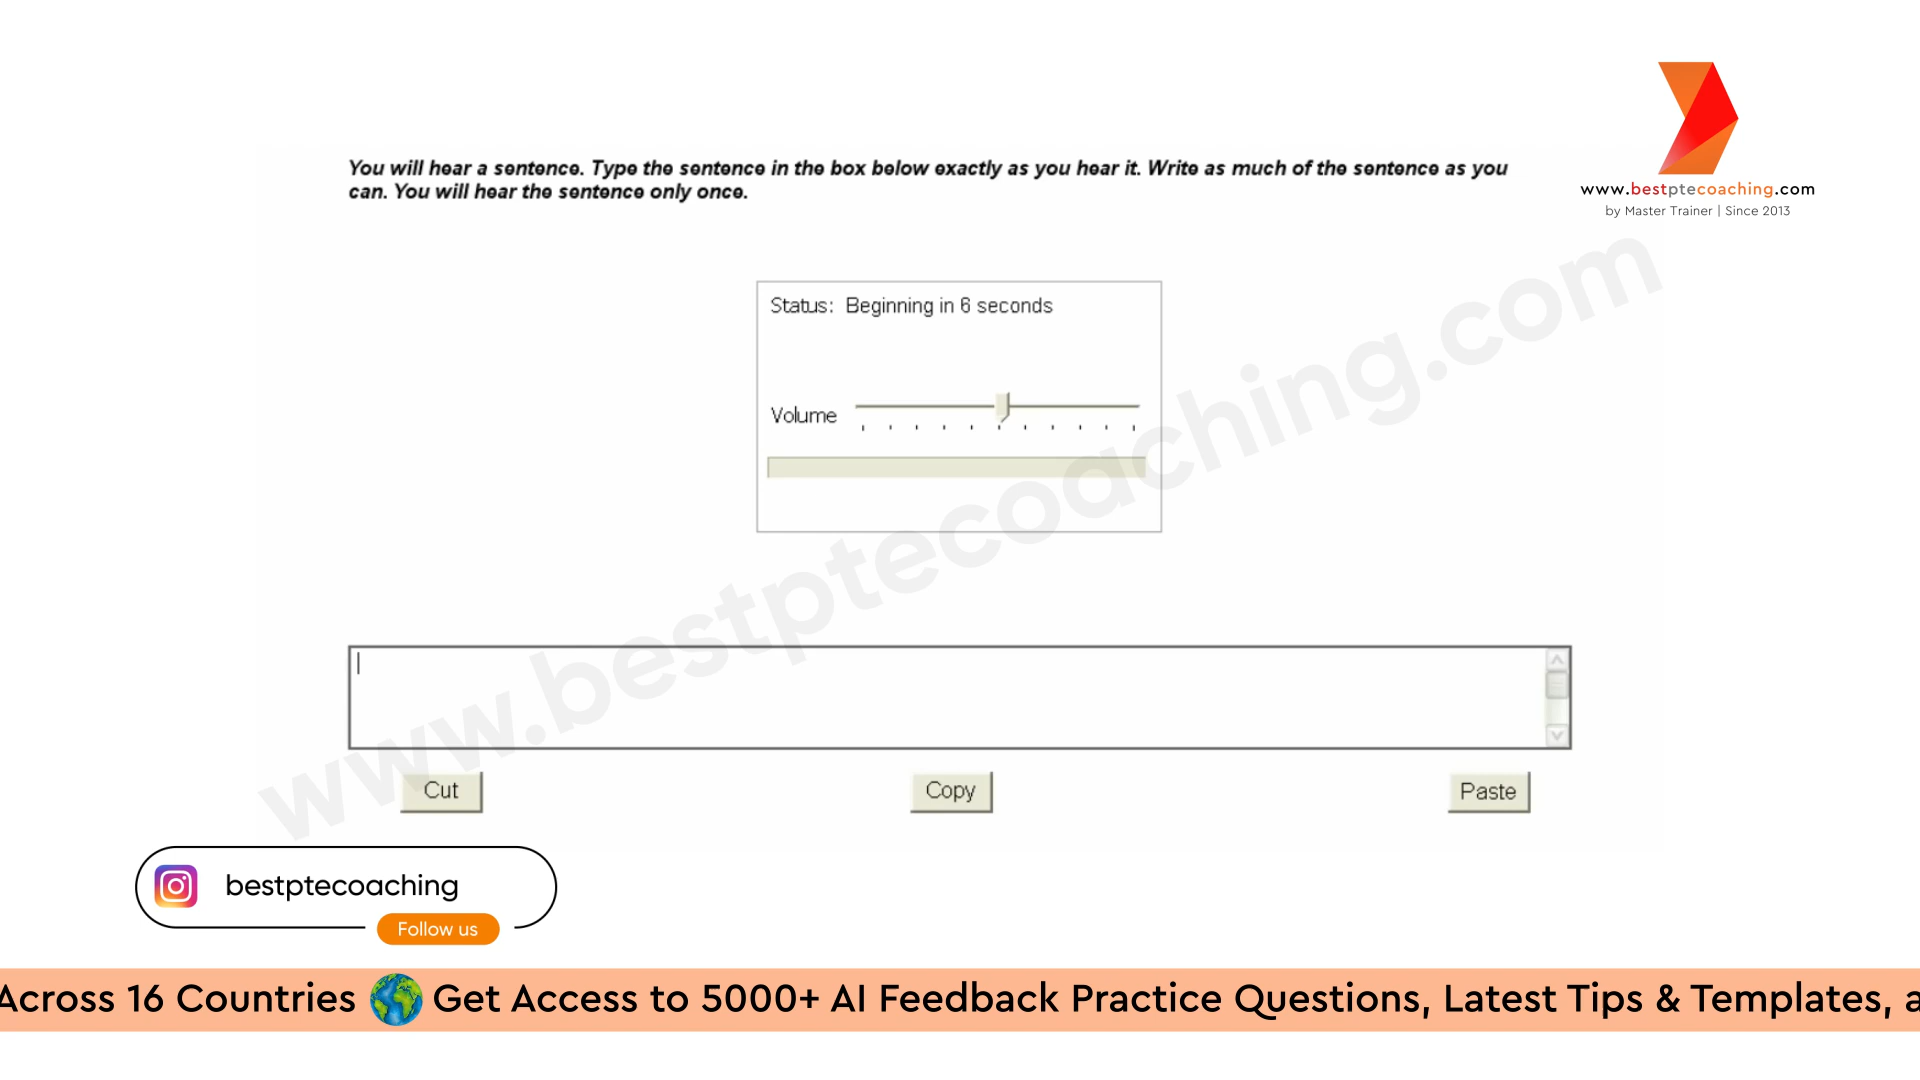 You will hear a sentence. Type the sentence in the box below exactly as you hear it. Write as much of the sentence as you
can. You will hear the sentence only once.
www.bestptecoaching.com
by Master Trainer | Since 2013
Status: Beginning in 6 seconds
Volume
www.bestptecoaching.com
Cut
Copy
Paste
bestptecoaching
Follow us
Across 16 Countries Get Access to 5000+ AI Feedback Practice Questions, Latest Tips & Templates, a